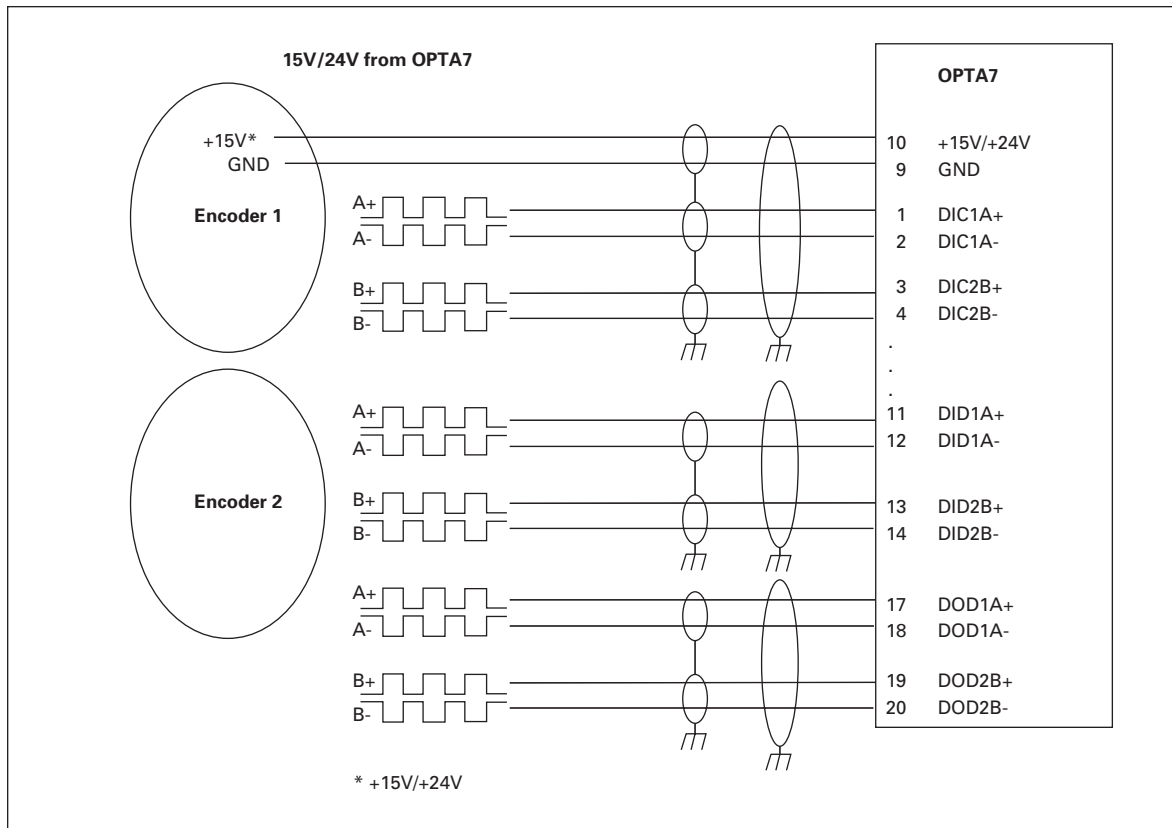 15V/24V from OPTA7
OPTA7
+15V*
GND
Encoder 1
10 +15V/+24V
9 GND
A+
A-
1 DIC1A+
2 DIC1A-
B+
B-
3 DIC2B+
4 DIC2B-
.
.
.
Encoder 2
A+
A-
11 DID1A+
12 DID1A-
B+
B-
13 DID2B+
14 DID2B-
A+
A-
17 DOD1A+
18 DOD1A-
B+
B-
19 DOD2B+
20 DOD2B-
* +15V/+24V